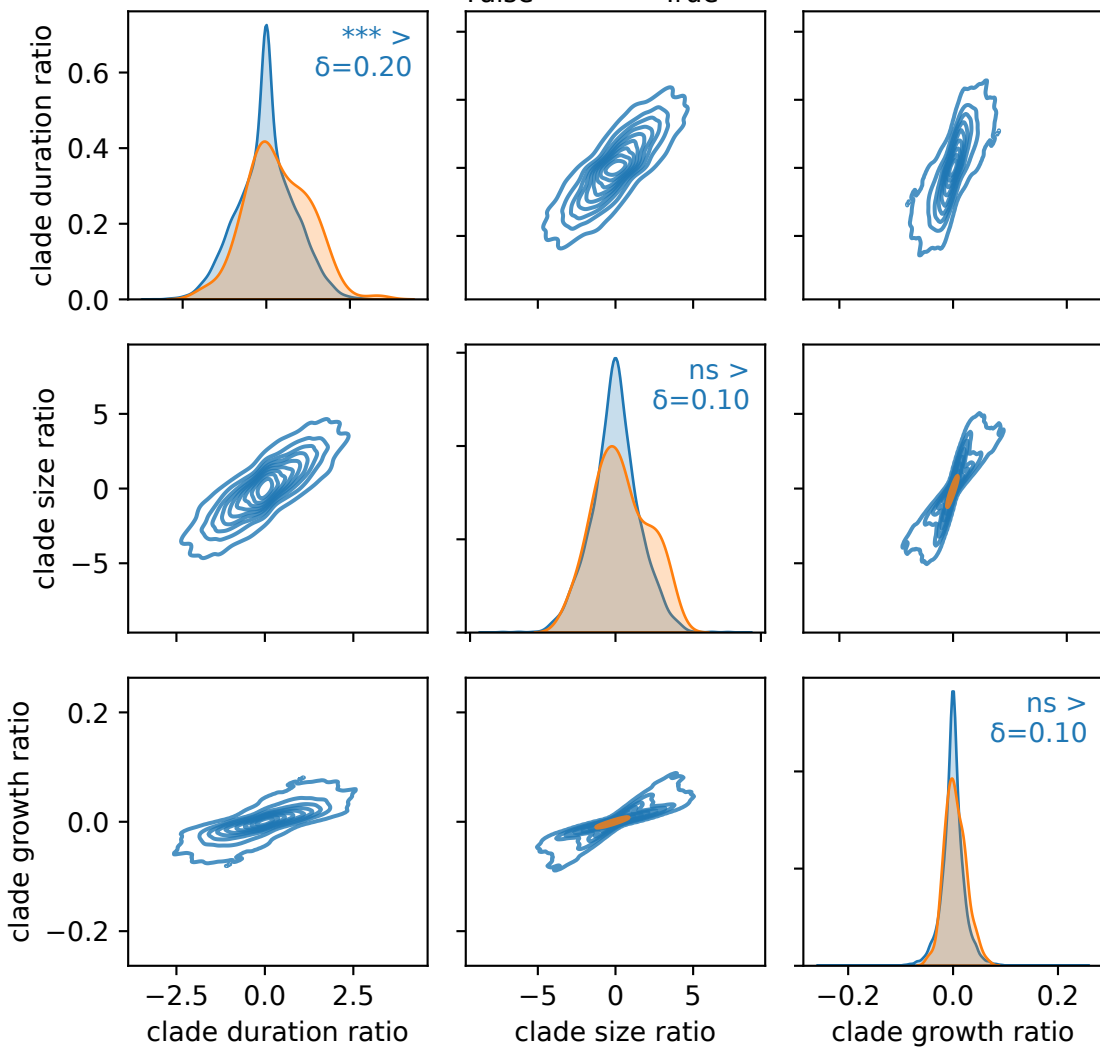 clade duration ratio
0.6
0.4
0.2
0.0
*** >
δ=0.20
clade size ratio
5
0
−5
ns >
δ=0.10
clade growth ratio
0.2
0.0
−0.2
ns >
δ=0.10
−2.5 0.0 2.5
−5 0 5
−0.2 0.0 0.2
clade duration ratio
clade size ratio
clade growth ratio